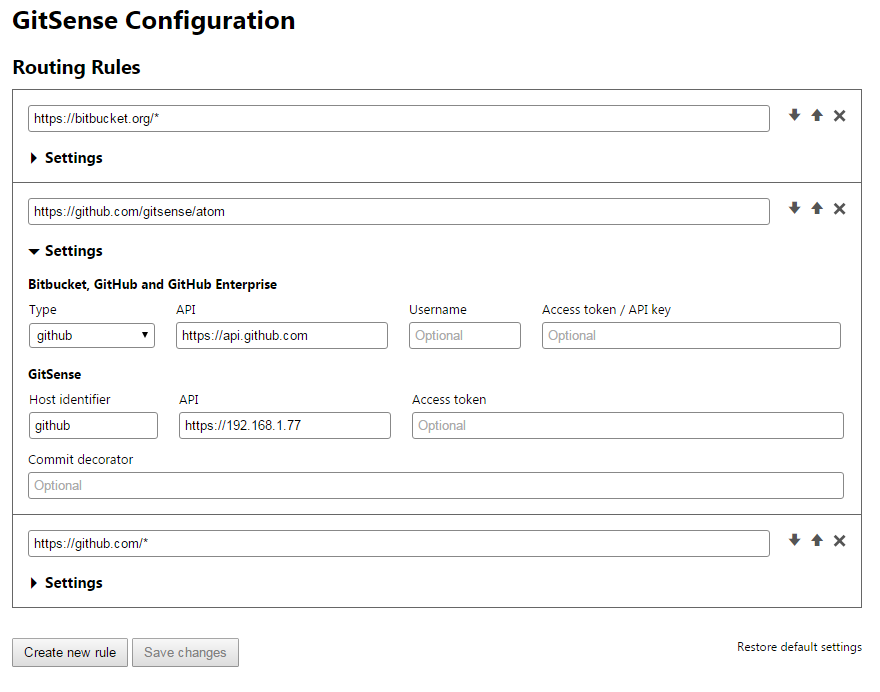 GitSense Configuration
Routing Rules
https://bitbucket.org/*
Settings
https://github.com/gitsense/atom
Settings
Bitbucket, GitHub and GitHub Enterprise
Type API Username Access token / API key
github https://api.github.com Optional Optional
GitSense
Host identifier API Access token
github https://192.168.1.77 Optional
Commit decorator
Optional
https://github.com/*
Settings
Create new rule Save changes Restore default settings